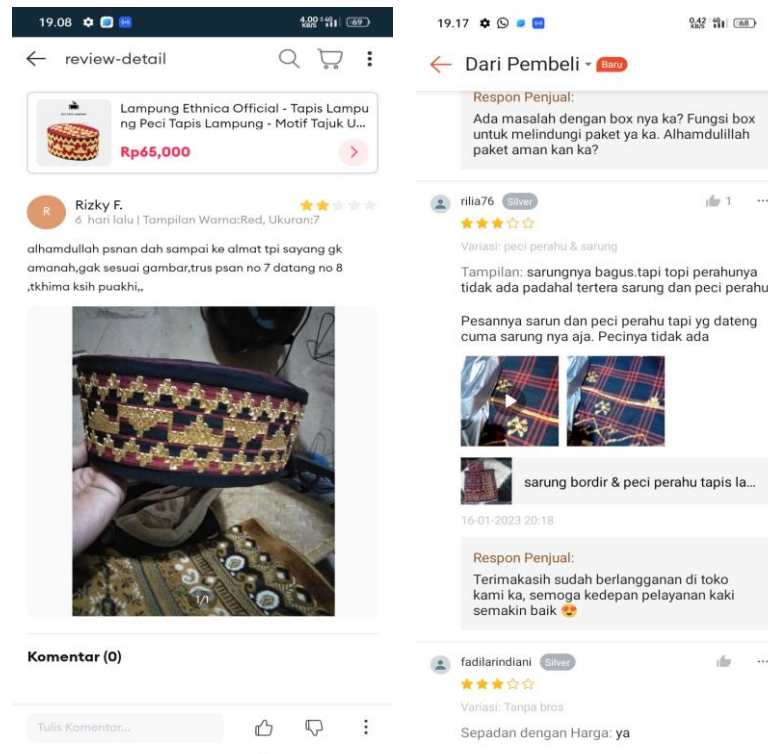 19.08
4.00 KB/S 4G 69
review-detail
Lampung Ethnica Official - Tapis Lampu
ng Peci Tapis Lampung - Motif Tajuk U...
Rp65,000
R
Rizky F.
6 hari lalu | Tampilan Warna:Red, Ukuran:7
alhamdullah psnan dah sampai ke almat tpi sayang gk
amanah,gak sesuai gambar,trus psan no 7 datang no 8
,tkhima ksih puakhi,,
1/1
Komentar (0)
Tulis Komentar...
19.17
0,42 KB/S 4G 68
Dari Pembeli Baru
Respon Penjual:
Ada masalah dengan box nya ka? Fungsi box
untuk melindungi paket ya ka. Alhamdulillah
paket aman kan ka?
rilia76 Silver 1
Variasi: peci perahu & sarung
Tampilan: sarungnya bagus.tapi topi perahunya
tidak ada padahal tertera sarung dan peci perahu
Pesannya sarun dan peci perahu tapi yg dateng
cuma sarung nya aja. Pecinya tidak ada
sarung bordir & peci perahu tapis la...
16-01-2023 20:18
Respon Penjual:
Terimakasih sudah berlangganan di toko
kami ka, semoga kedepan pelayanan kaki
semakin baik 😍
fadilarindiani Silver
Variasi: Tanpa bros
Sepadan dengan Harga: ya